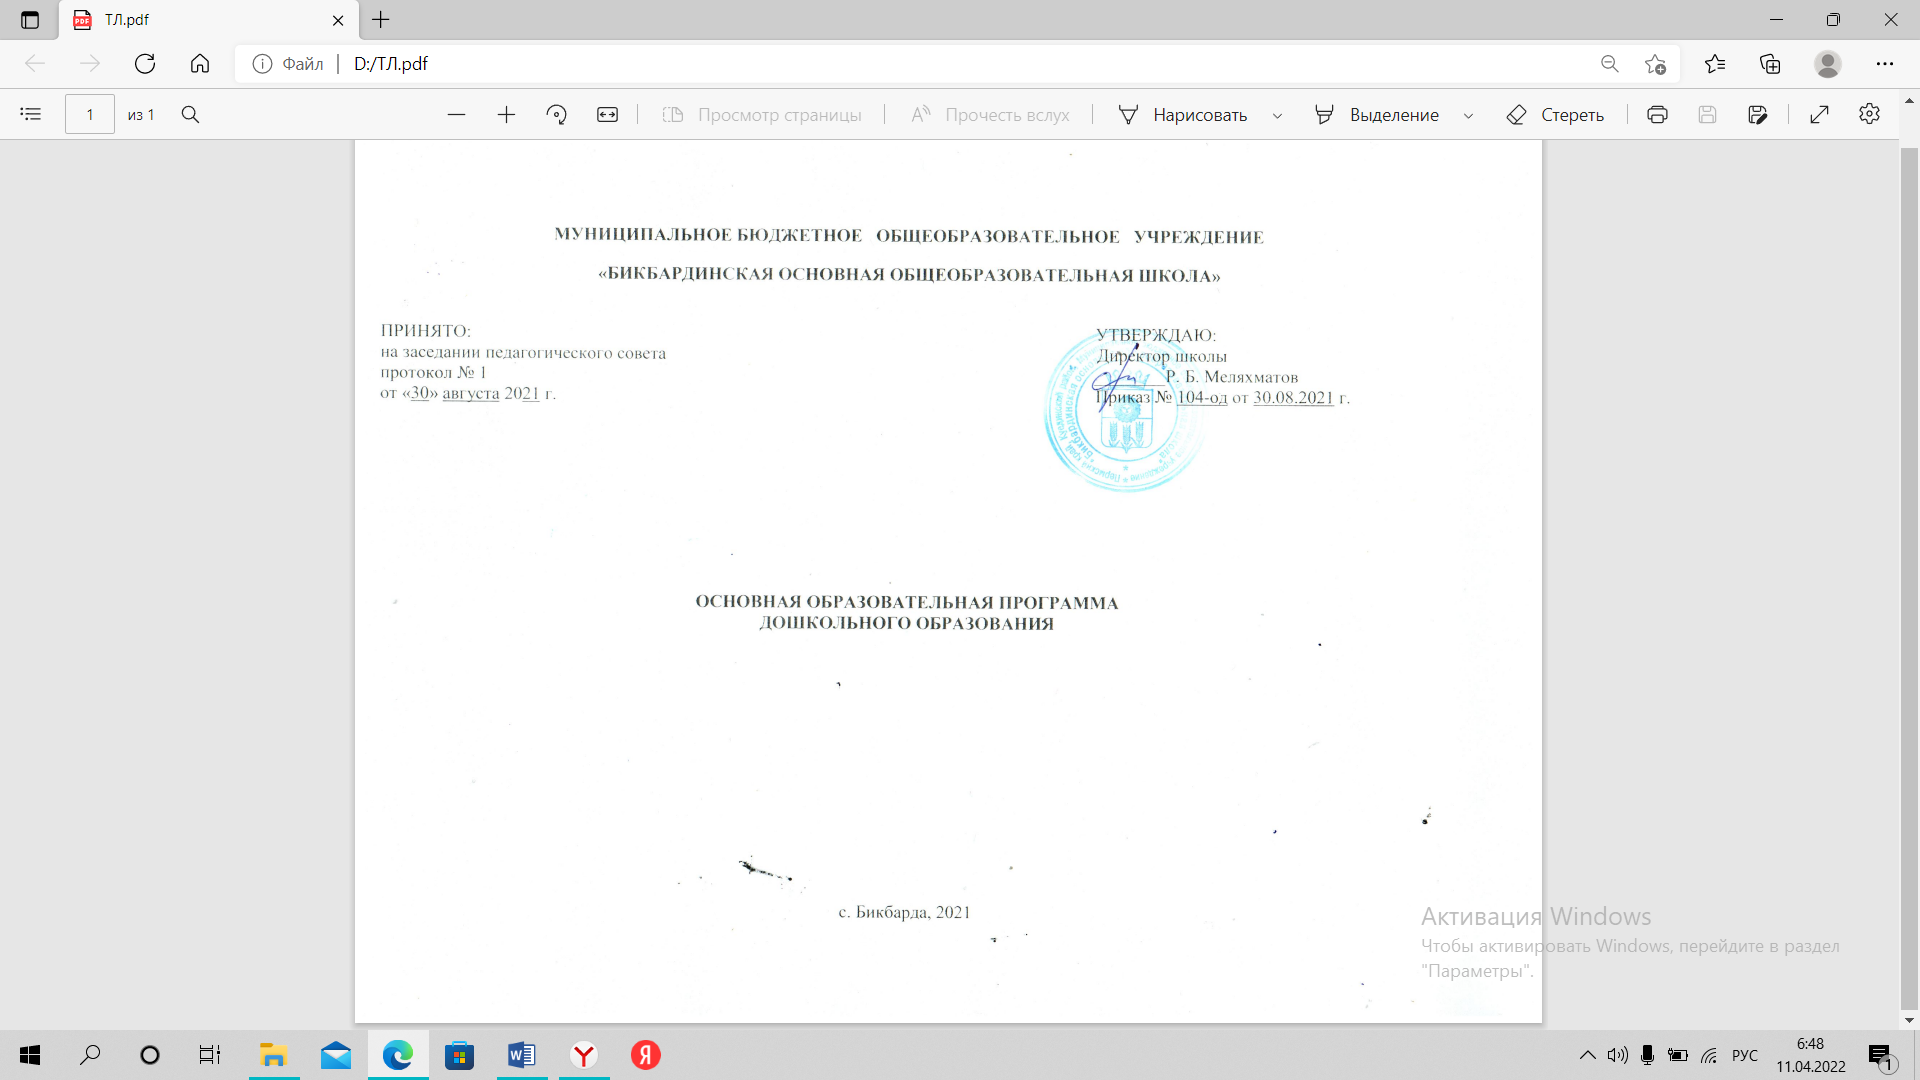 ТЛ.pdf
Файл
D:/ТЛ.pdf
1
из 1
Просмотр страницы
Прочесть вслух
Нарисовать
Выделение
Стереть
МУНИЦИПАЛЬНОЕ БЮДЖЕТНОЕ ОБЩЕОБРАЗОВАТЕЛЬНОЕ УЧРЕЖДЕНИЕ
«БИКБАРДИНСКАЯ ОСНОВНАЯ ОБЩЕОБРАЗОВАТЕЛЬНАЯ ШКОЛА»
ПРИНЯТО:
на заседании педагогического совета
протокол № 1
от «30» августа 2021 г.
УТВЕРЖДАЮ:
Директор школы
Р. Б. Меляхматов
Приказ № 104-од от 30.08.2021 г.
ОСНОВНАЯ ОБРАЗОВАТЕЛЬНАЯ ПРОГРАММА
ДОШКОЛЬНОГО ОБРАЗОВАНИЯ
с. Бикбарда, 2021
Активация Windows
Чтобы активировать Windows, перейдите в раздел
"Параметры".
РУС
6:48
11.04.2022
1